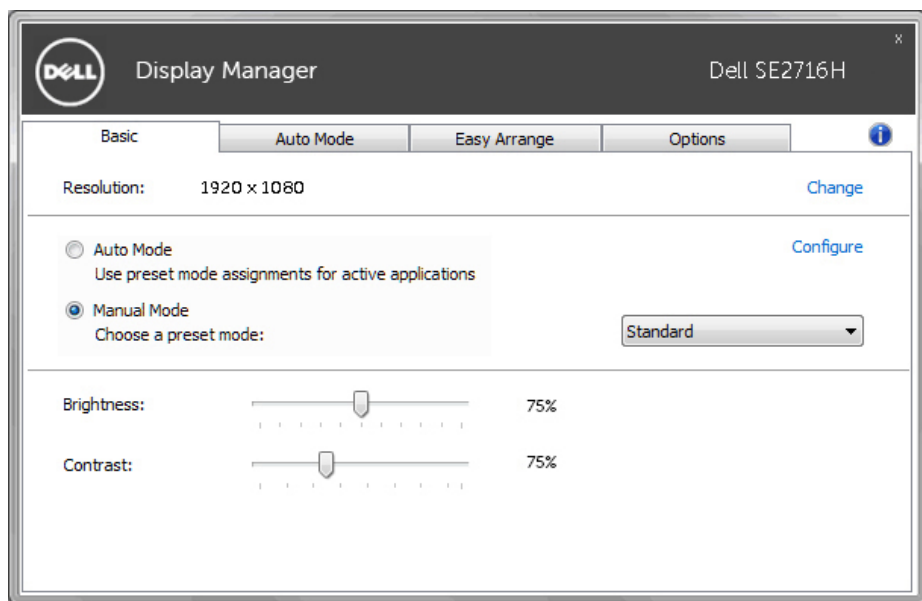 x
DELL Display Manager Dell SE2716H
Basic Auto Mode Easy Arrange Options i
Resolution: 1920 x 1080 Change
Auto Mode Configure
Use preset mode assignments for active applications
Manual Mode
Choose a preset mode: Standard
Brightness: 75%
Contrast: 75%